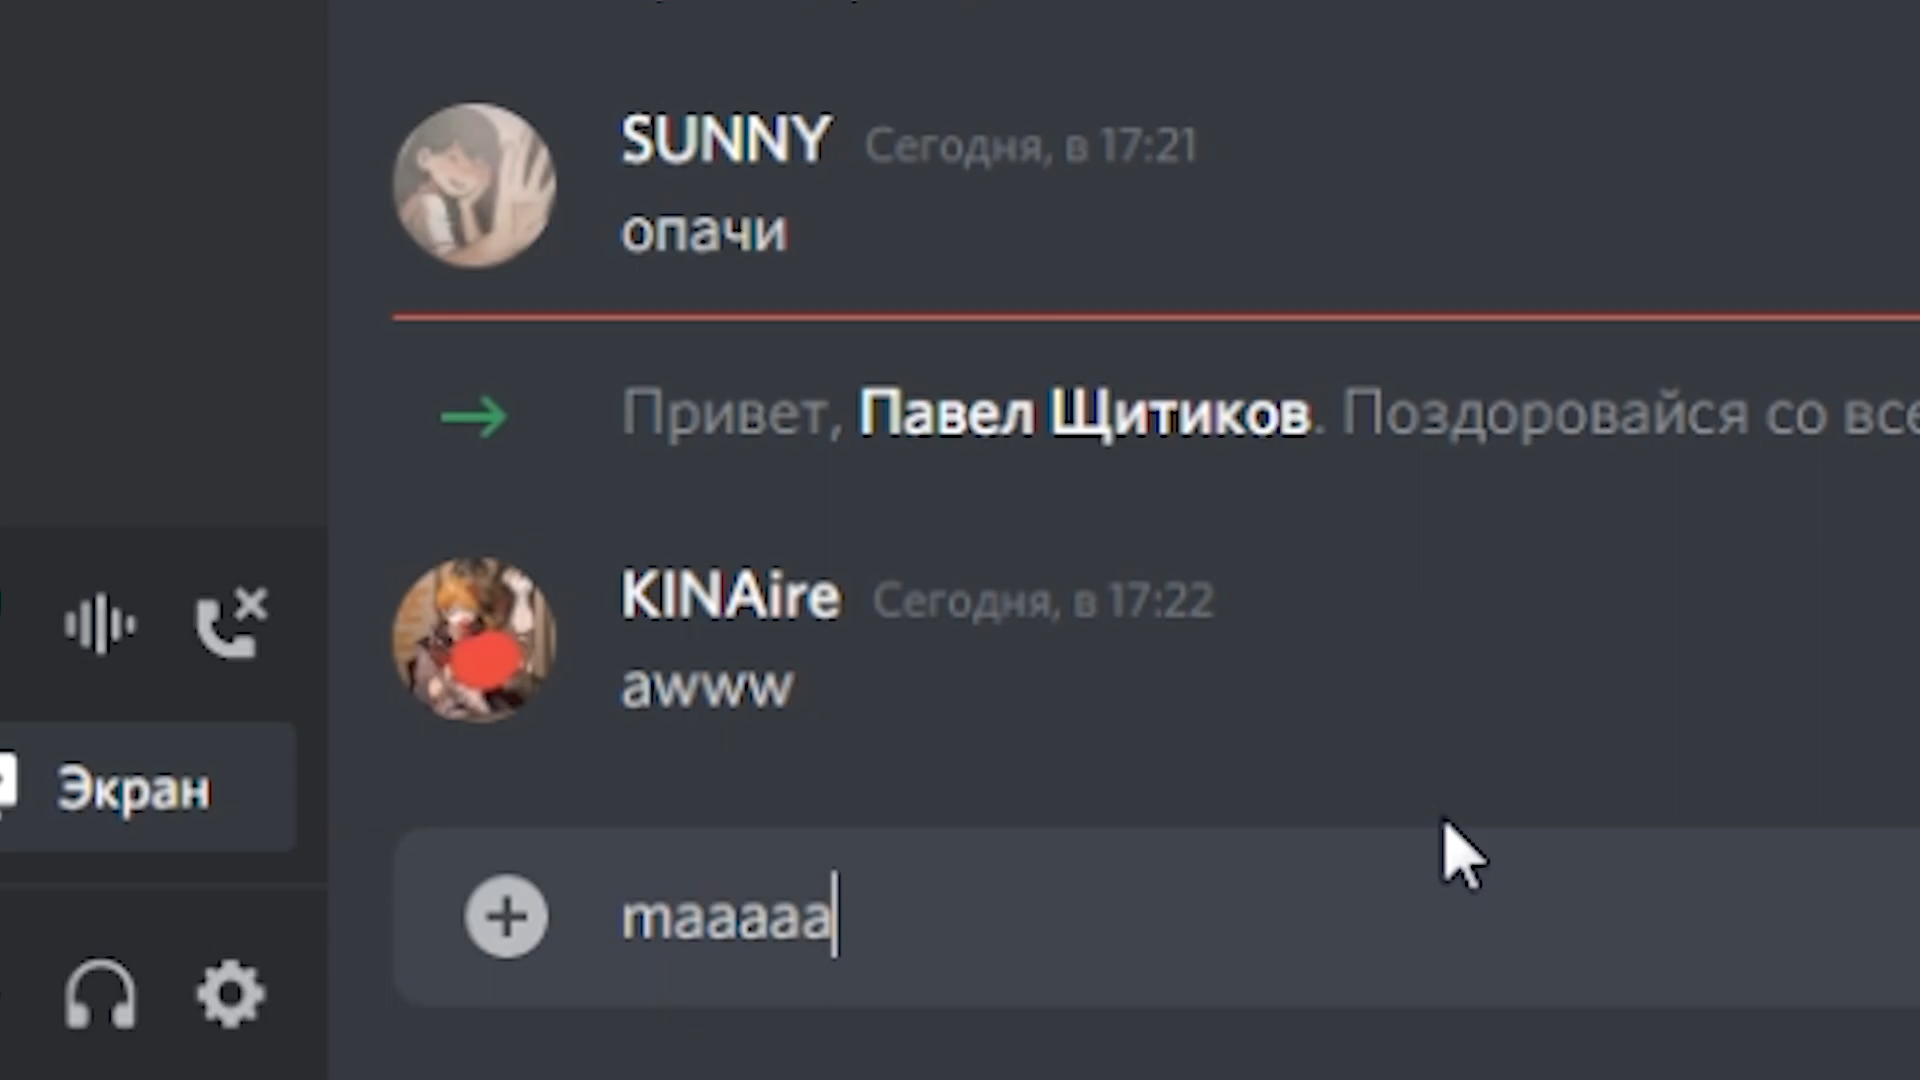 SUNNY Сегодня, в 17:21
опачи
Привет, Павел Щитиков. Поздоровайся со все
KINAire Сегодня, в 17:22
awww
Экран
maaaaa